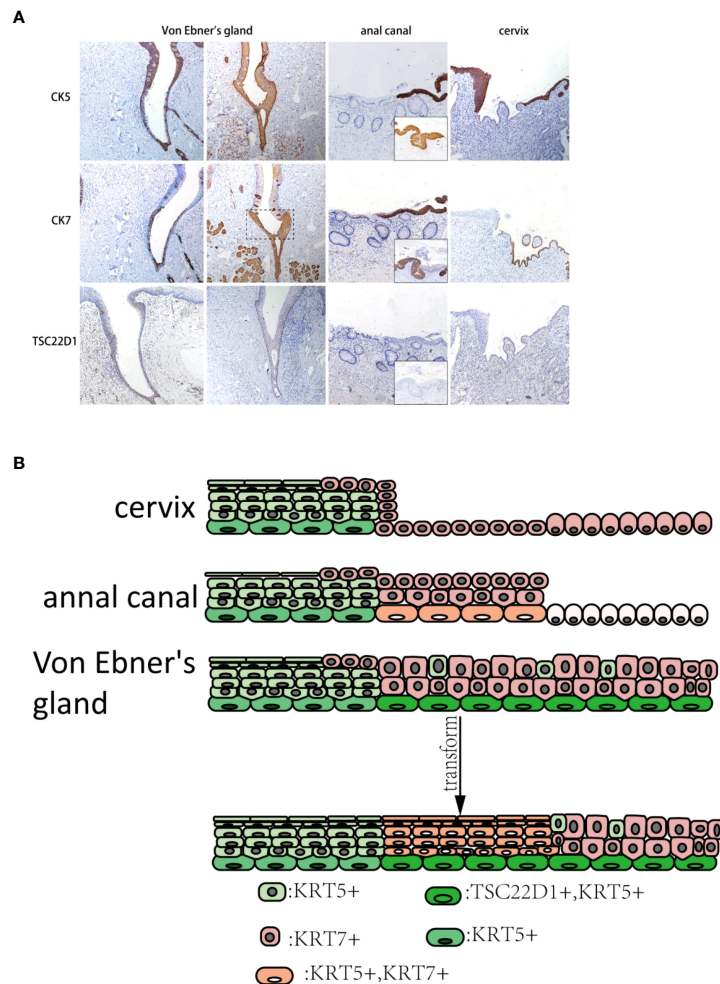 A
Von Ebner's gland
anal canal
cervix
CK5
CK7
TSC22D1
B
cervix
annal canal
Von Ebner's
gland
transform
:KRT5+
:TSC22D1+,KRT5+
:KRT7+
:KRT5+
:KRT5+,KRT7+